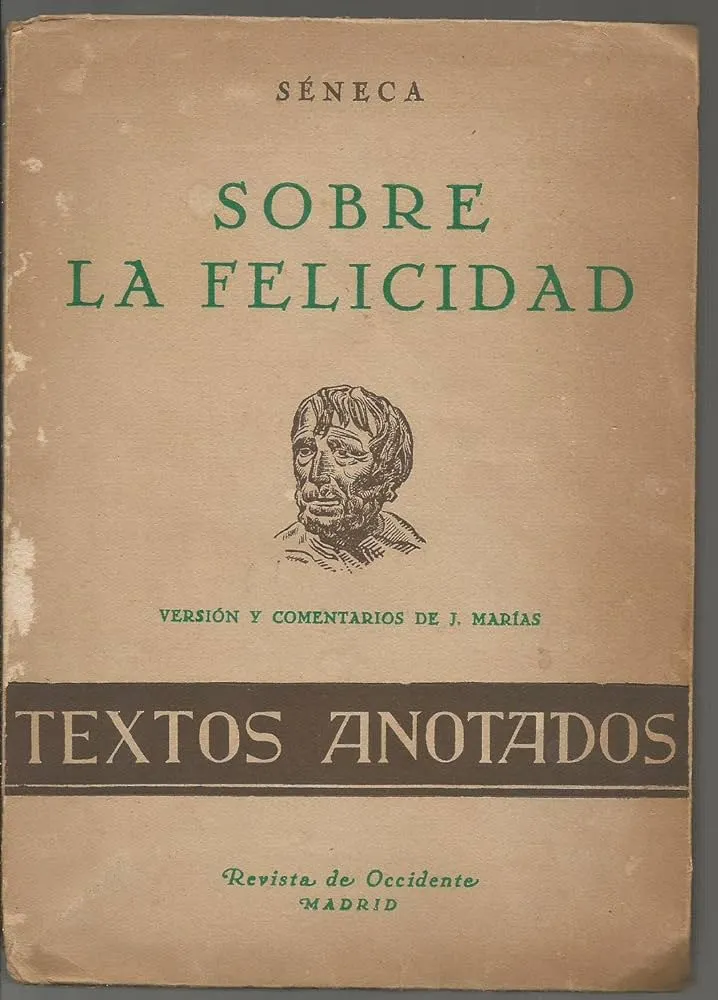 SÉNECA
SOBRE
LA FELICIDAD
VERSIÓN Y COMENTARIOS DE J. MARÍAS
TEXTOS ANOTADOS
Revista de Occidente
MADRID